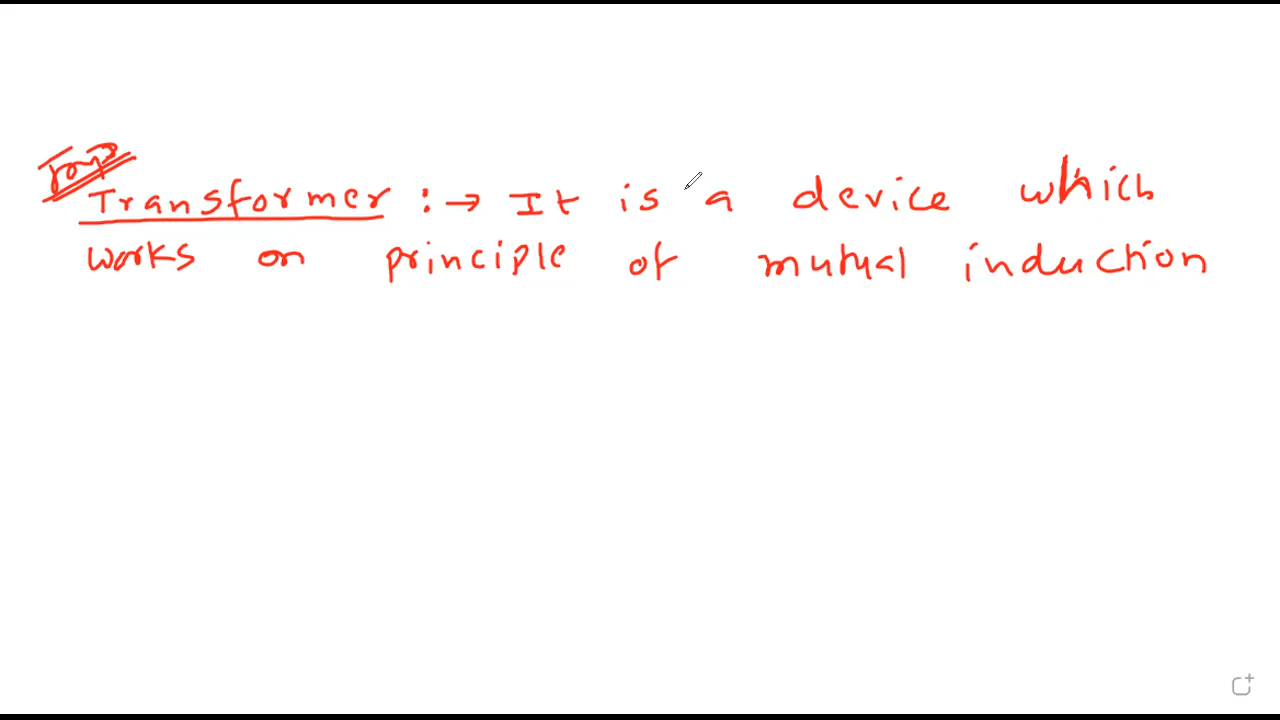 Transformer :→ It is a device which
works on principle of mutual induction